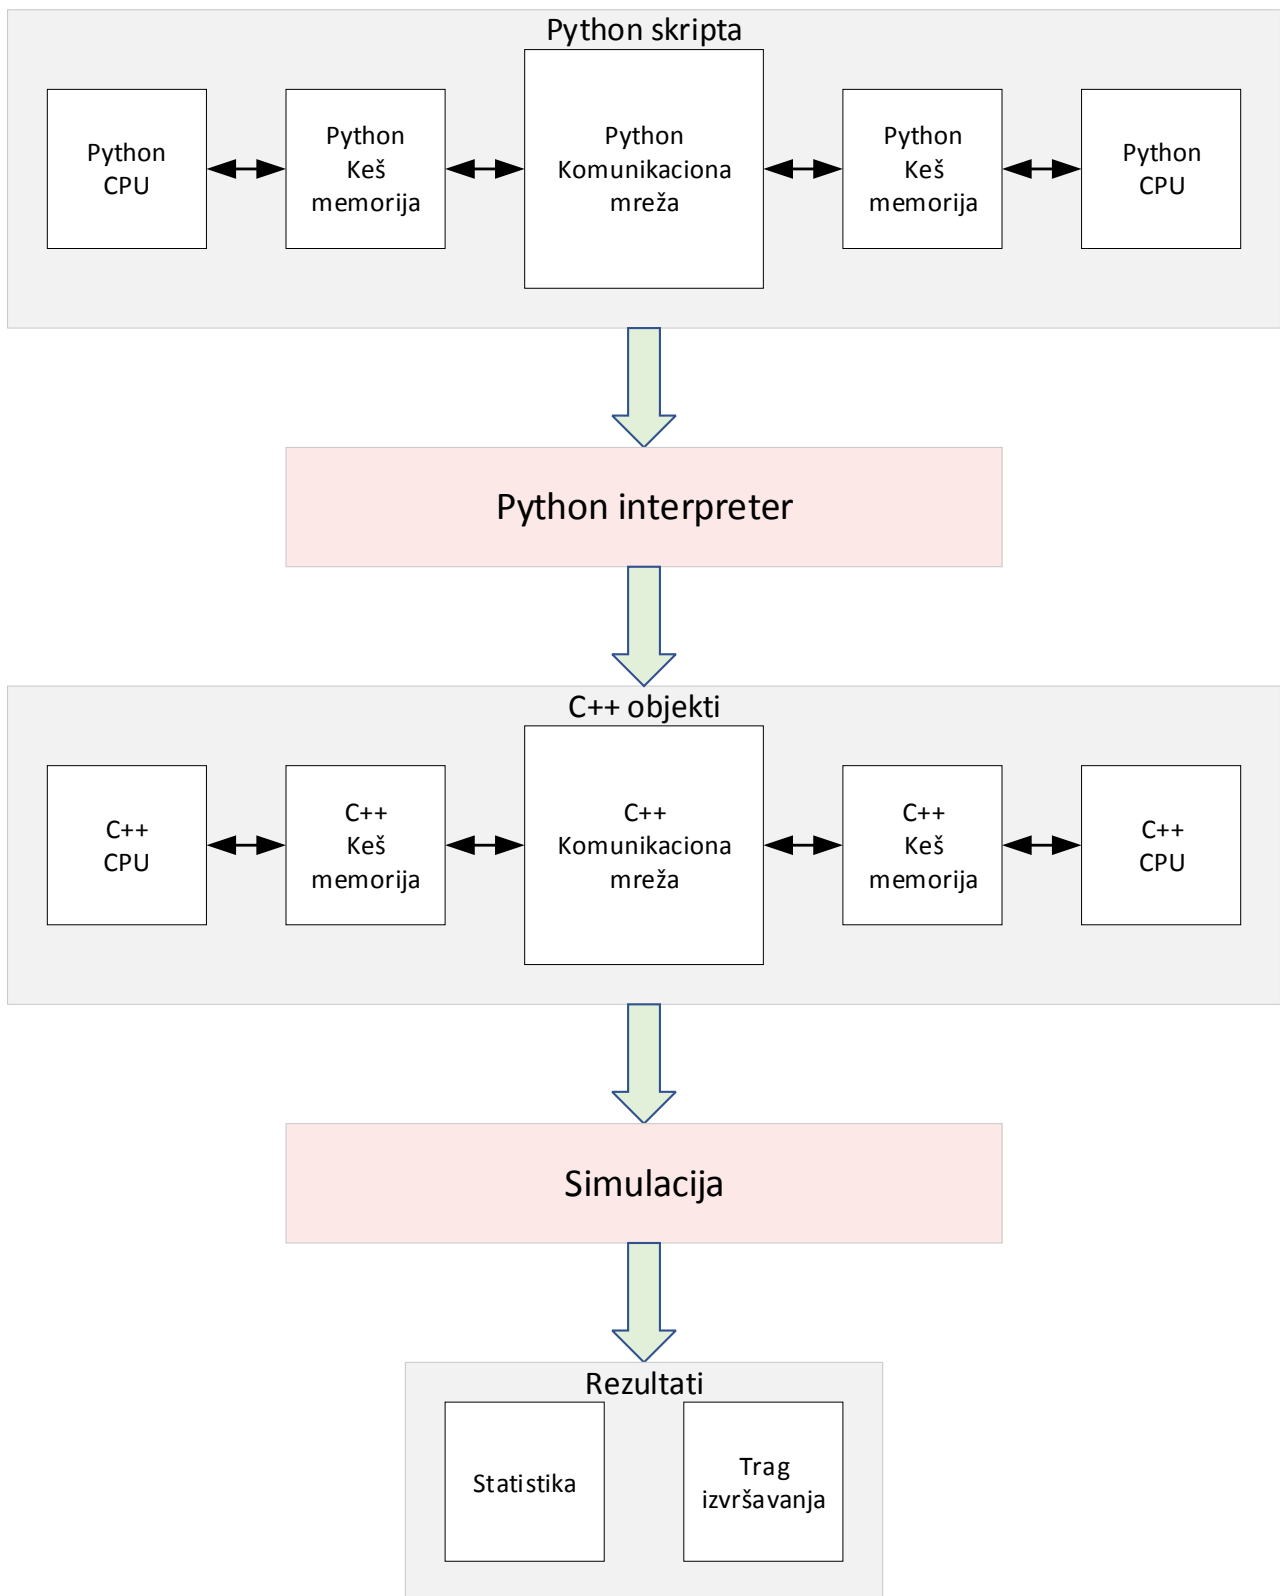 Python skripta
Python
CPU
Python
Keš
memorija
Python
Komunikaciona
mreža
Python
Keš
memorija
Python
CPU
Python interpreter
C++ objekti
C++
CPU
C++
Keš
memorija
C++
Komunikaciona
mreža
C++
Keš
memorija
C++
CPU
Simulacija
Rezultati
Statistika
Trag
izvršavanja